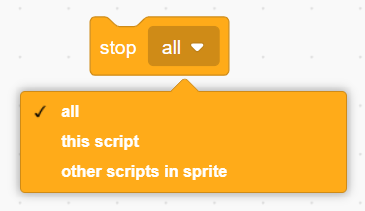 stop all
all
this script
other scripts in sprite